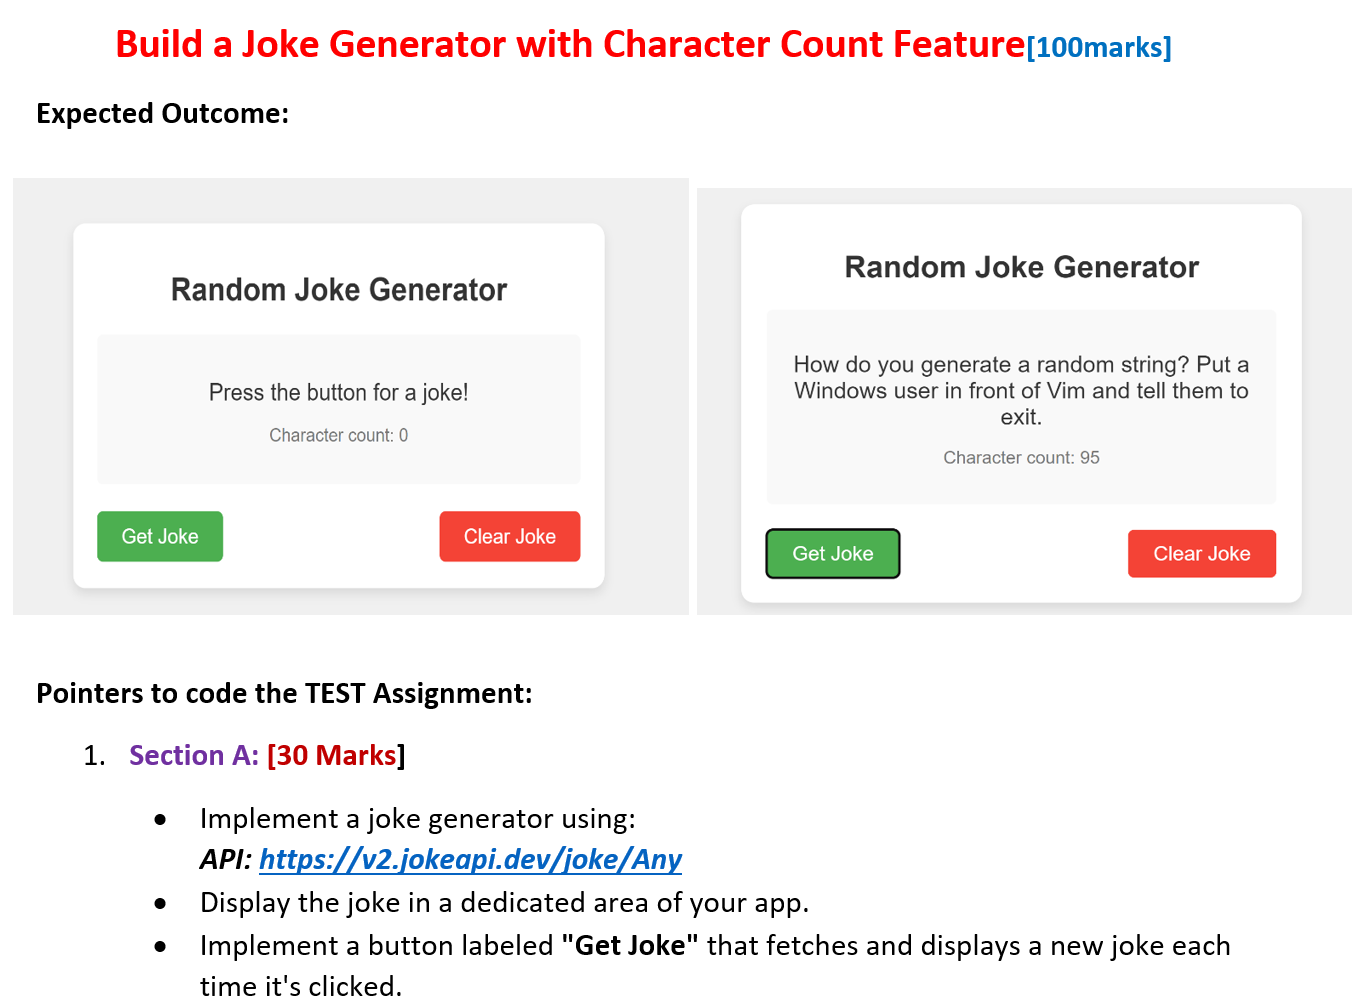 Build a Joke Generator with Character Count Feature[100marks]
Expected Outcome:
Random Joke Generator
Press the button for a joke!
Character count: 0
Get Joke
Clear Joke
Random Joke Generator
How do you generate a random string? Put a
Windows user in front of Vim and tell them to
exit.
Character count: 95
Get Joke
Clear Joke
Pointers to code the TEST Assignment:
1. Section A: [30 Marks]
• Implement a joke generator using:
API: https://v2.jokeapi.dev/joke/Any
• Display the joke in a dedicated area of your app.
• Implement a button labeled "Get Joke" that fetches and displays a new joke each
time it's clicked.